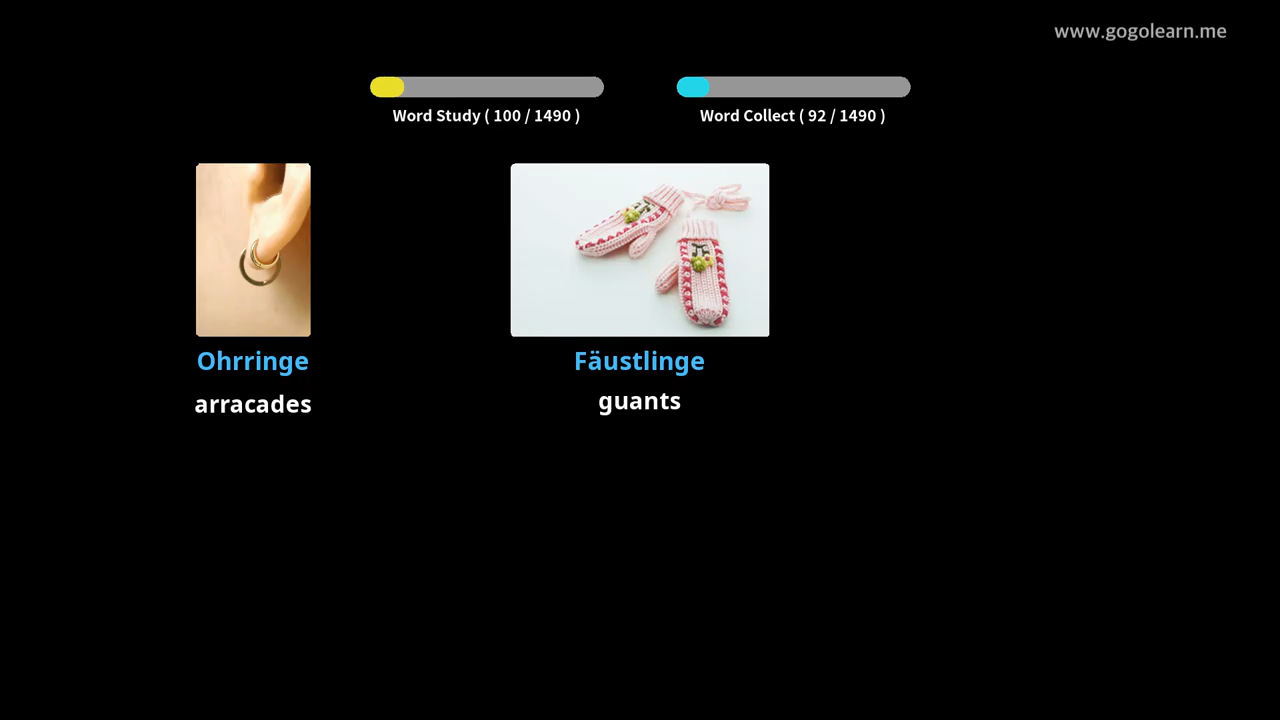 www.gogolearn.me
Word Study ( 100 / 1490 )
Word Collect ( 92 / 1490 )
Ohrringe
arracades
Fäustlinge
guants